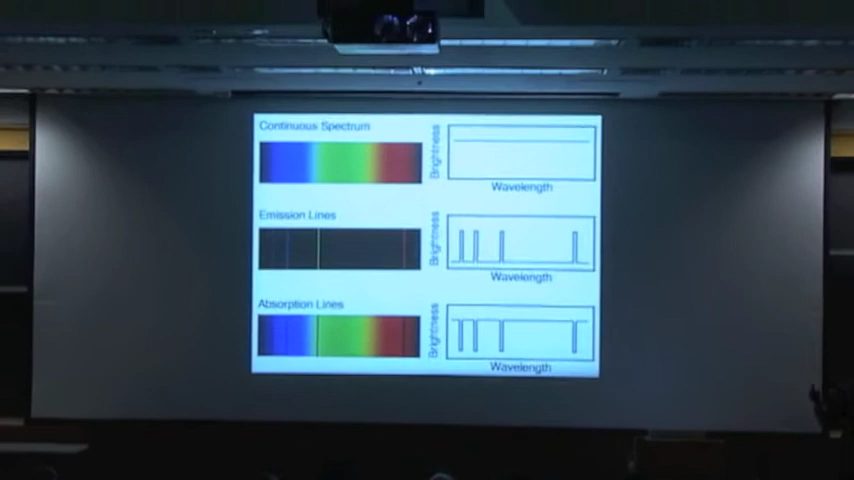 Continuous Spectrum
Brightness
Wavelength
Emission Lines
Brightness
Wavelength
Absorption Lines
Brightness
Wavelength